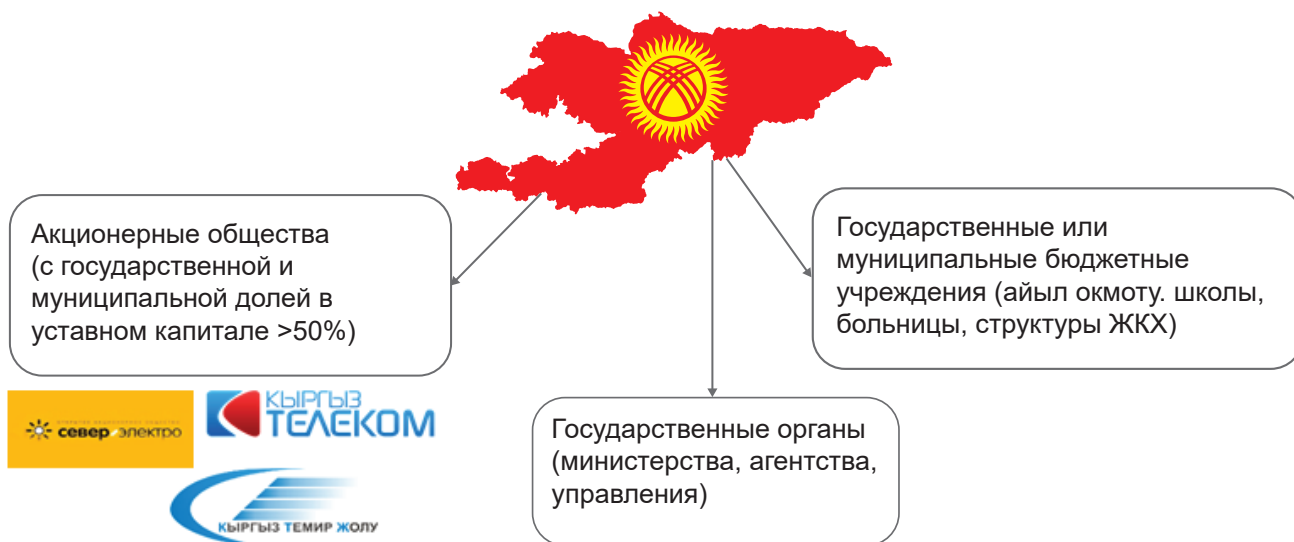 Акционерные общества
(с государственной и
муниципальной долей в
уставном капитале >50%)
Государственные или
муниципальные бюджетные
учреждения (айыл окмоту. школы,
больницы, структуры ЖКХ)
Государственные органы
(министерства, агентства,
управления)
север электро
КЫРГЫЗ
ТЕЛЕКОМ
КЫРГЫЗ ТЕМИР ЖОЛУ